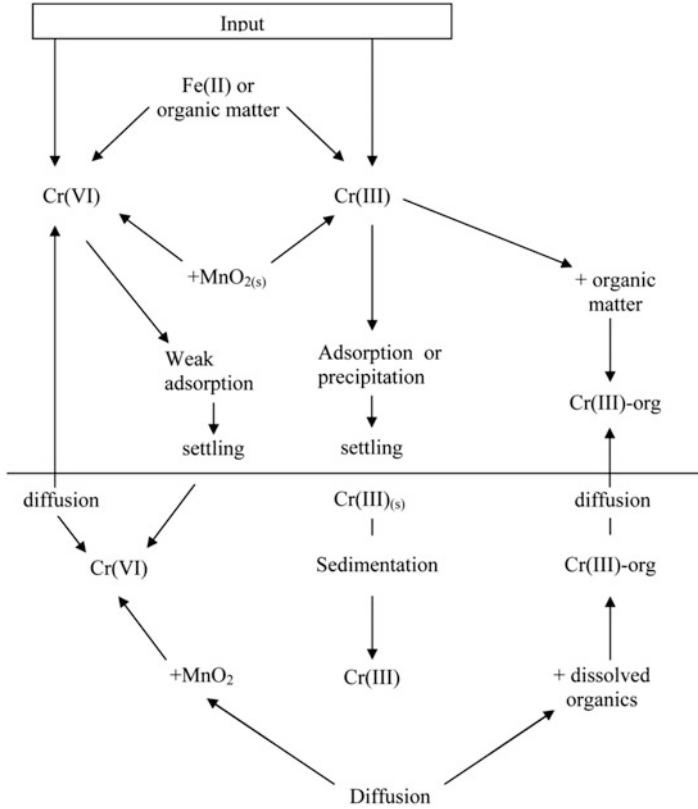 Input
Fe(II) or
organic matter
Cr(VI)
Cr(III)
+MnO2(s)
+ organic
matter
Weak
adsorption
Adsorption or
precipitation
Cr(III)-org
settling
settling
diffusion
Cr(III)(s)
diffusion
Cr(VI)
Sedimentation
Cr(III)-org
+MnO2
Cr(III)
+ dissolved
organics
Diffusion